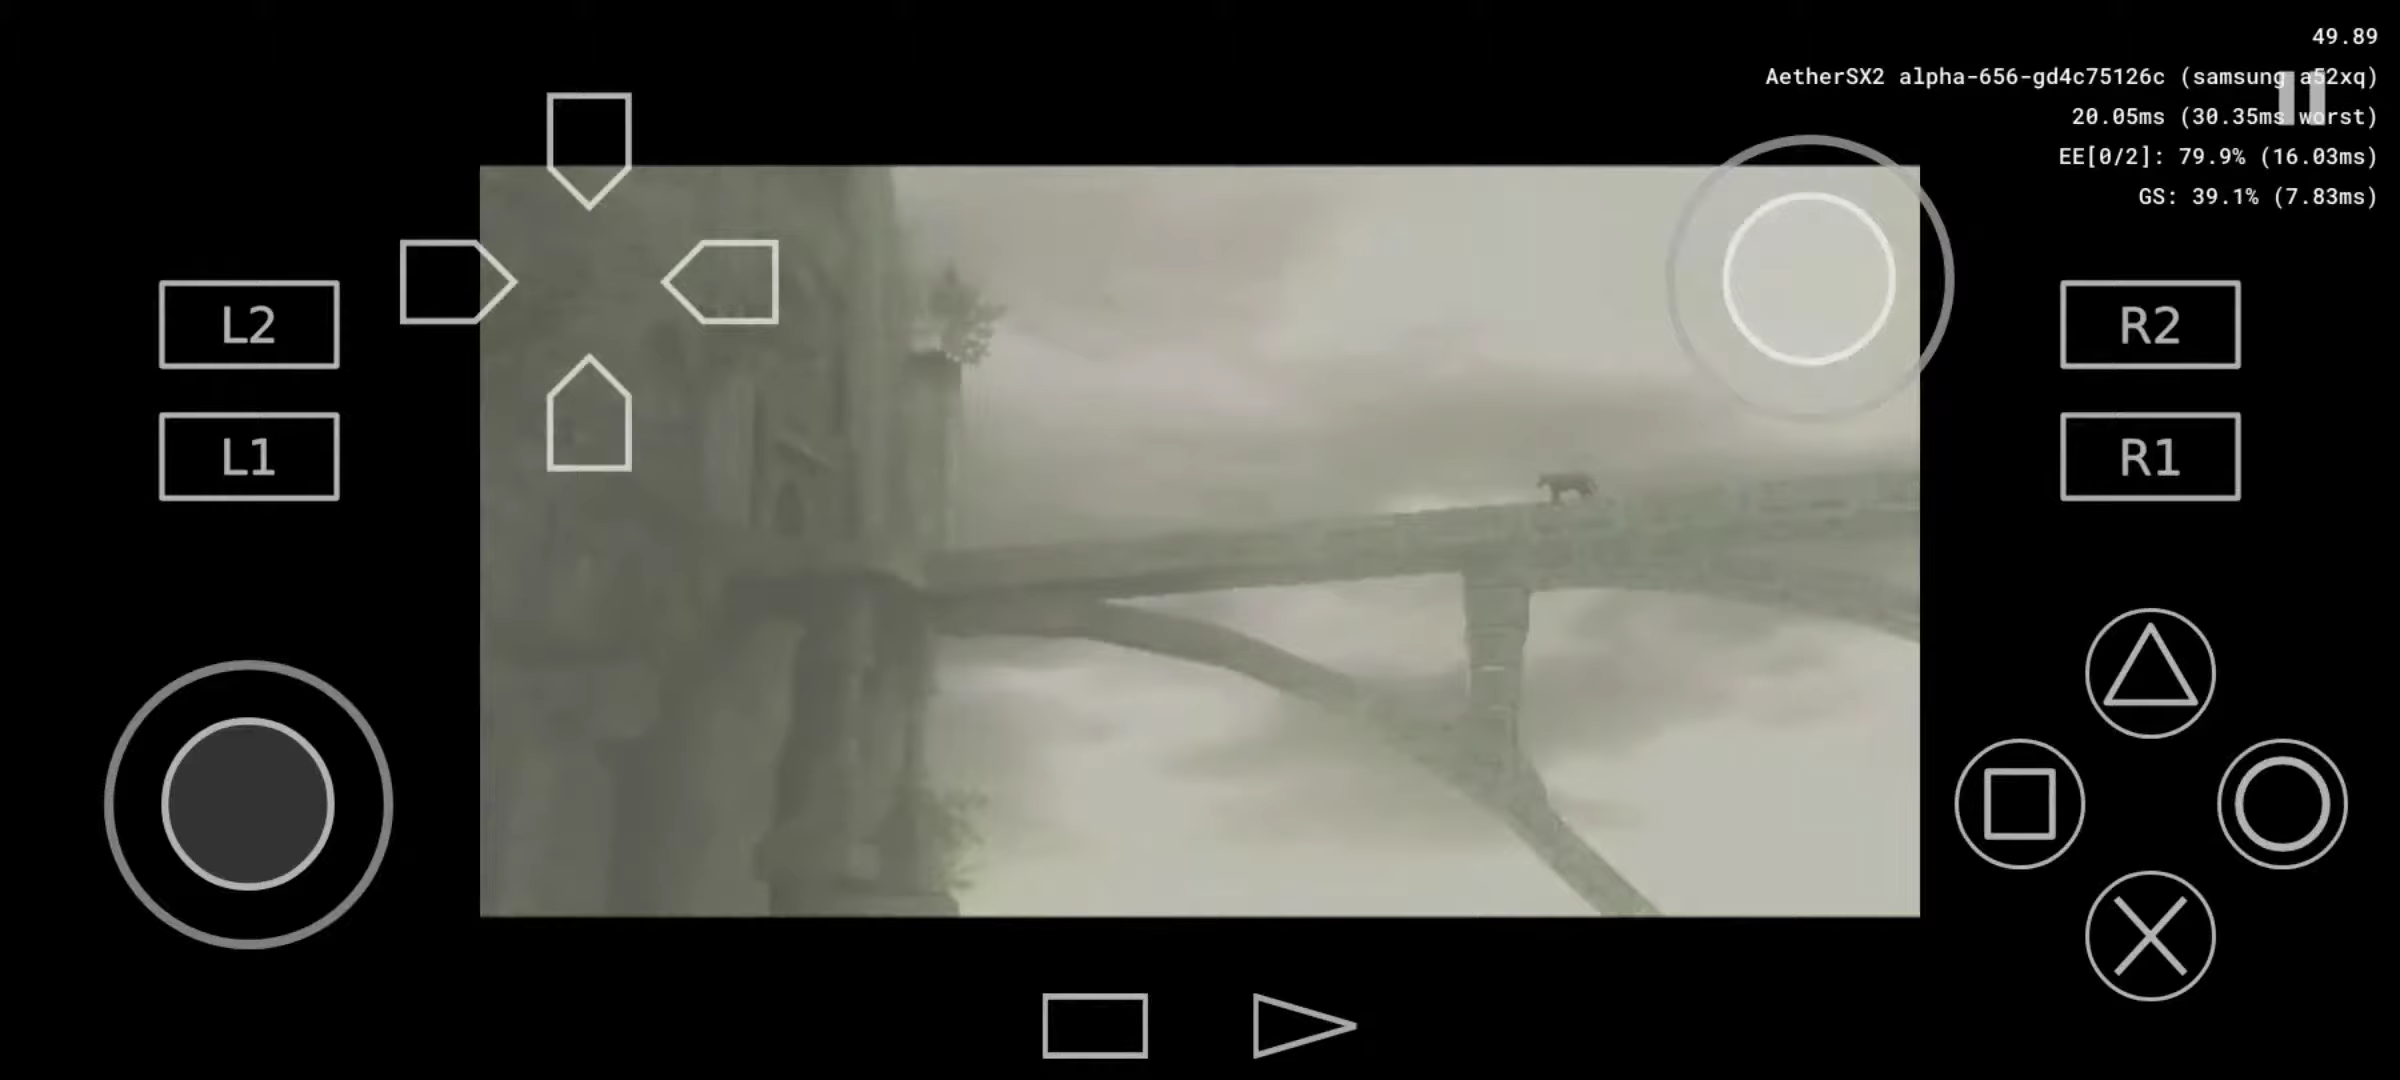 49.89
AetherSX2 alpha-656-gd4c75126c (samsung a52xq)
20.05ms (30.35ms worst)
EE[0/2]: 79.9% (16.03ms)
GS: 39.1% (7.83ms)
L2
R2
L1
R1